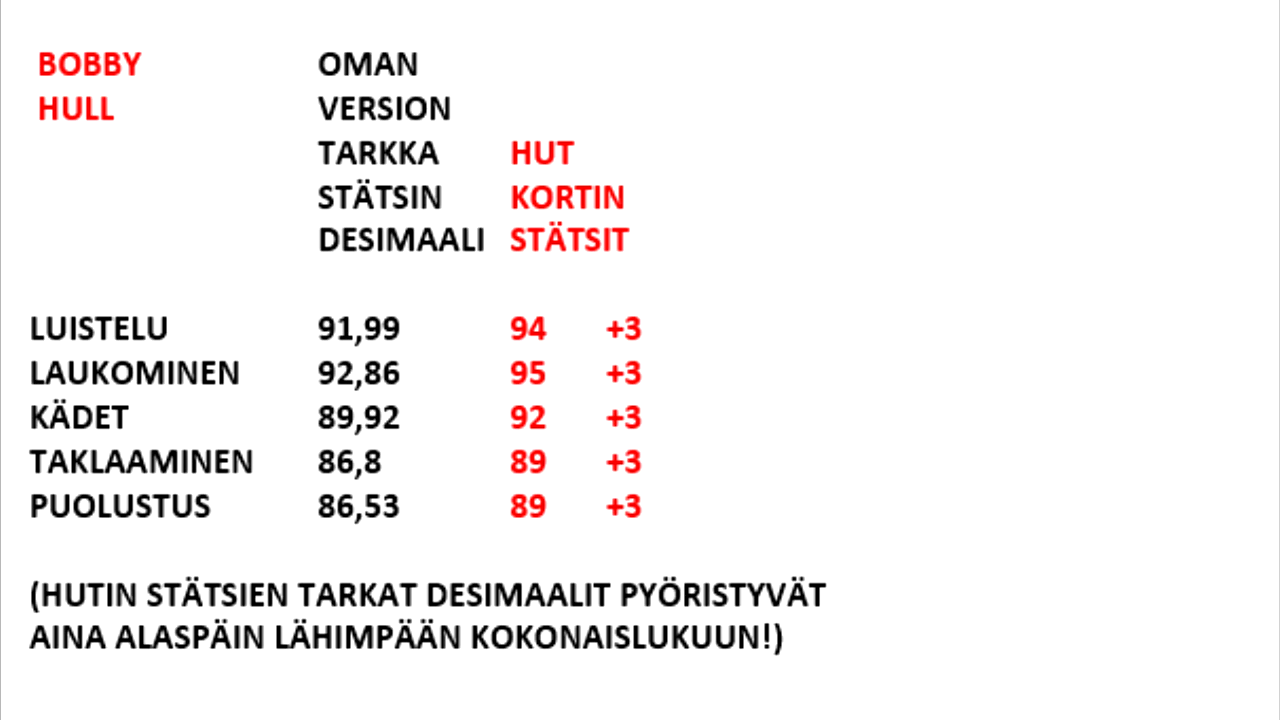 BOBBY OMAN
HULL VERSION
TARKKA HUT
STÄTSIN KORTIN
DESIMAALI STÄTSIT
LUISTELU 91,99 94 +3
LAUKOMINEN 92,86 95 +3
KÄDET 89,92 92 +3
TAKLAAMINEN 86,8 89 +3
PUOLUSTUS 86,53 89 +3
(HUTIN STÄTSIEN TARKAT DESIMAALIT PYÖRISTYVÄT
AINA ALASPÄIN LÄHIMPÄÄN KOKONAISLUKUUN!)